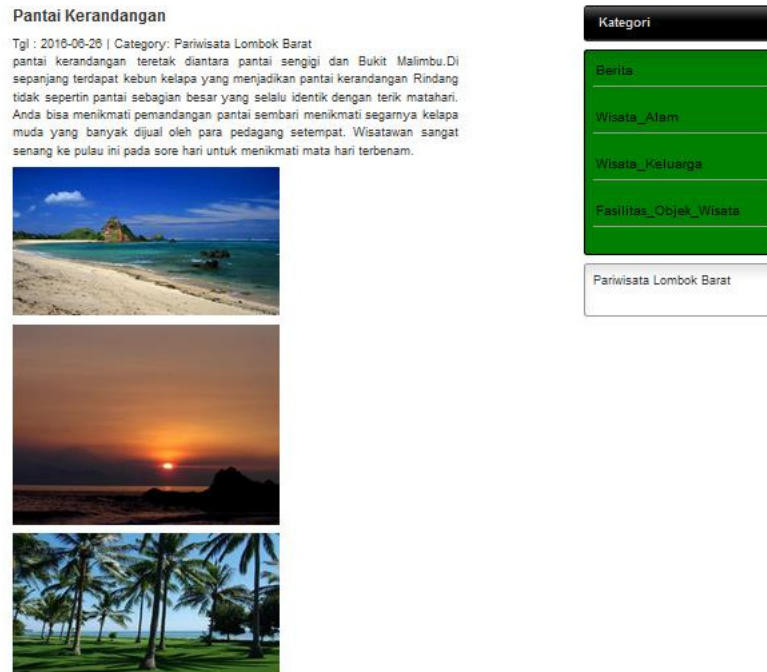 Pantai Kerandangan
Tgl : 2016-06-26 | Category: Pariwisata Lombok Barat
pantai kerandangan teretak diantara pantai sengigi dan Bukit Malimbu.Di
sepanjang terdapat kebun kelapa yang menjadikan pantai kerandangan Rindang
tidak sepertin pantai sebagian besar yang selalu identik dengan terik matahari.
Anda bisa menikmati pemandangan pantai sembari menikmati segarnya kelapa
muda yang banyak dijual oleh para pedagang setempat. Wisatawan sangat
senang ke pulau ini pada sore hari untuk menikmati mata hari terbenam.
Kategori
Berita
Wisata_Alam
Wisata_Keluarga
Fasilitas_Objek_Wisata
Pariwisata Lombok Barat